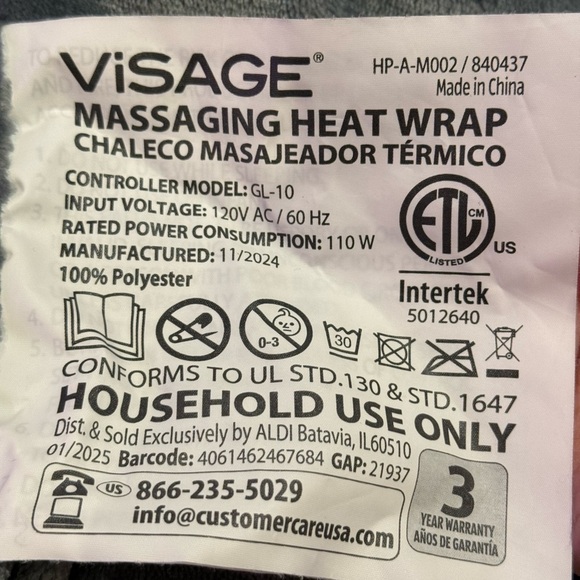 ViSAGE®
HP-A-M002 / 840437
Made in China
MASSAGING HEAT WRAP
CHALECO MASAJEADOR TÉRMICO
CONTROLLER MODEL: GL-10
INPUT VOLTAGE: 120V AC / 60 Hz
RATED POWER CONSUMPTION: 110 W
MANUFACTURED: 11/2024
100% Polyester
ETL CM
LISTED
US
Intertek
5012640
0-3
30
CONFORMS TO UL STD.130 & STD.1647
HOUSEHOLD USE ONLY
Dist. & Sold Exclusively by ALDI Batavia, IL60510
01/2025 Barcode: 4061462467684 GAP: 21937
US 866-235-5029
info@customercareusa.com
3
YEAR WARRANTY
AÑOS DE GARANTÍA